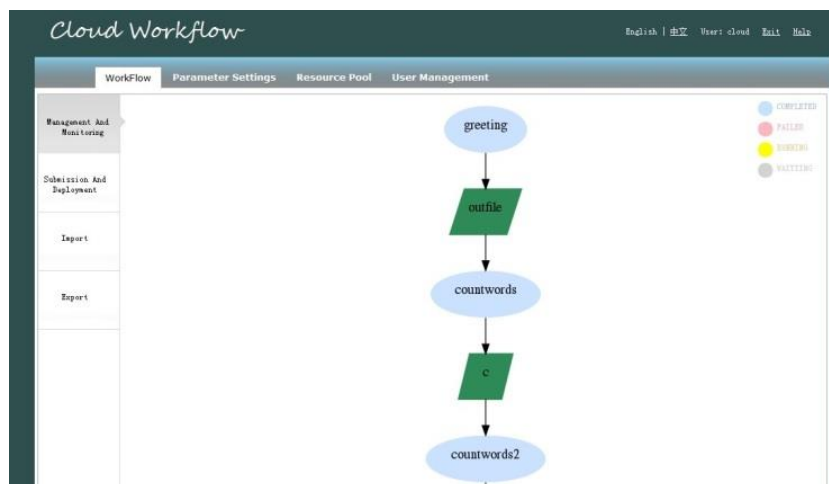 Cloud Workflow
English | 中文 User: cloud Exit Help
WorkFlow Parameter Settings Resource Pool User Management
Management And
Monitoring
Submission And
Deployment
Import
Export
greeting
outfile
countwords
c
countwords2
COMPLETED
FAILED
RUNNING
WAITTING